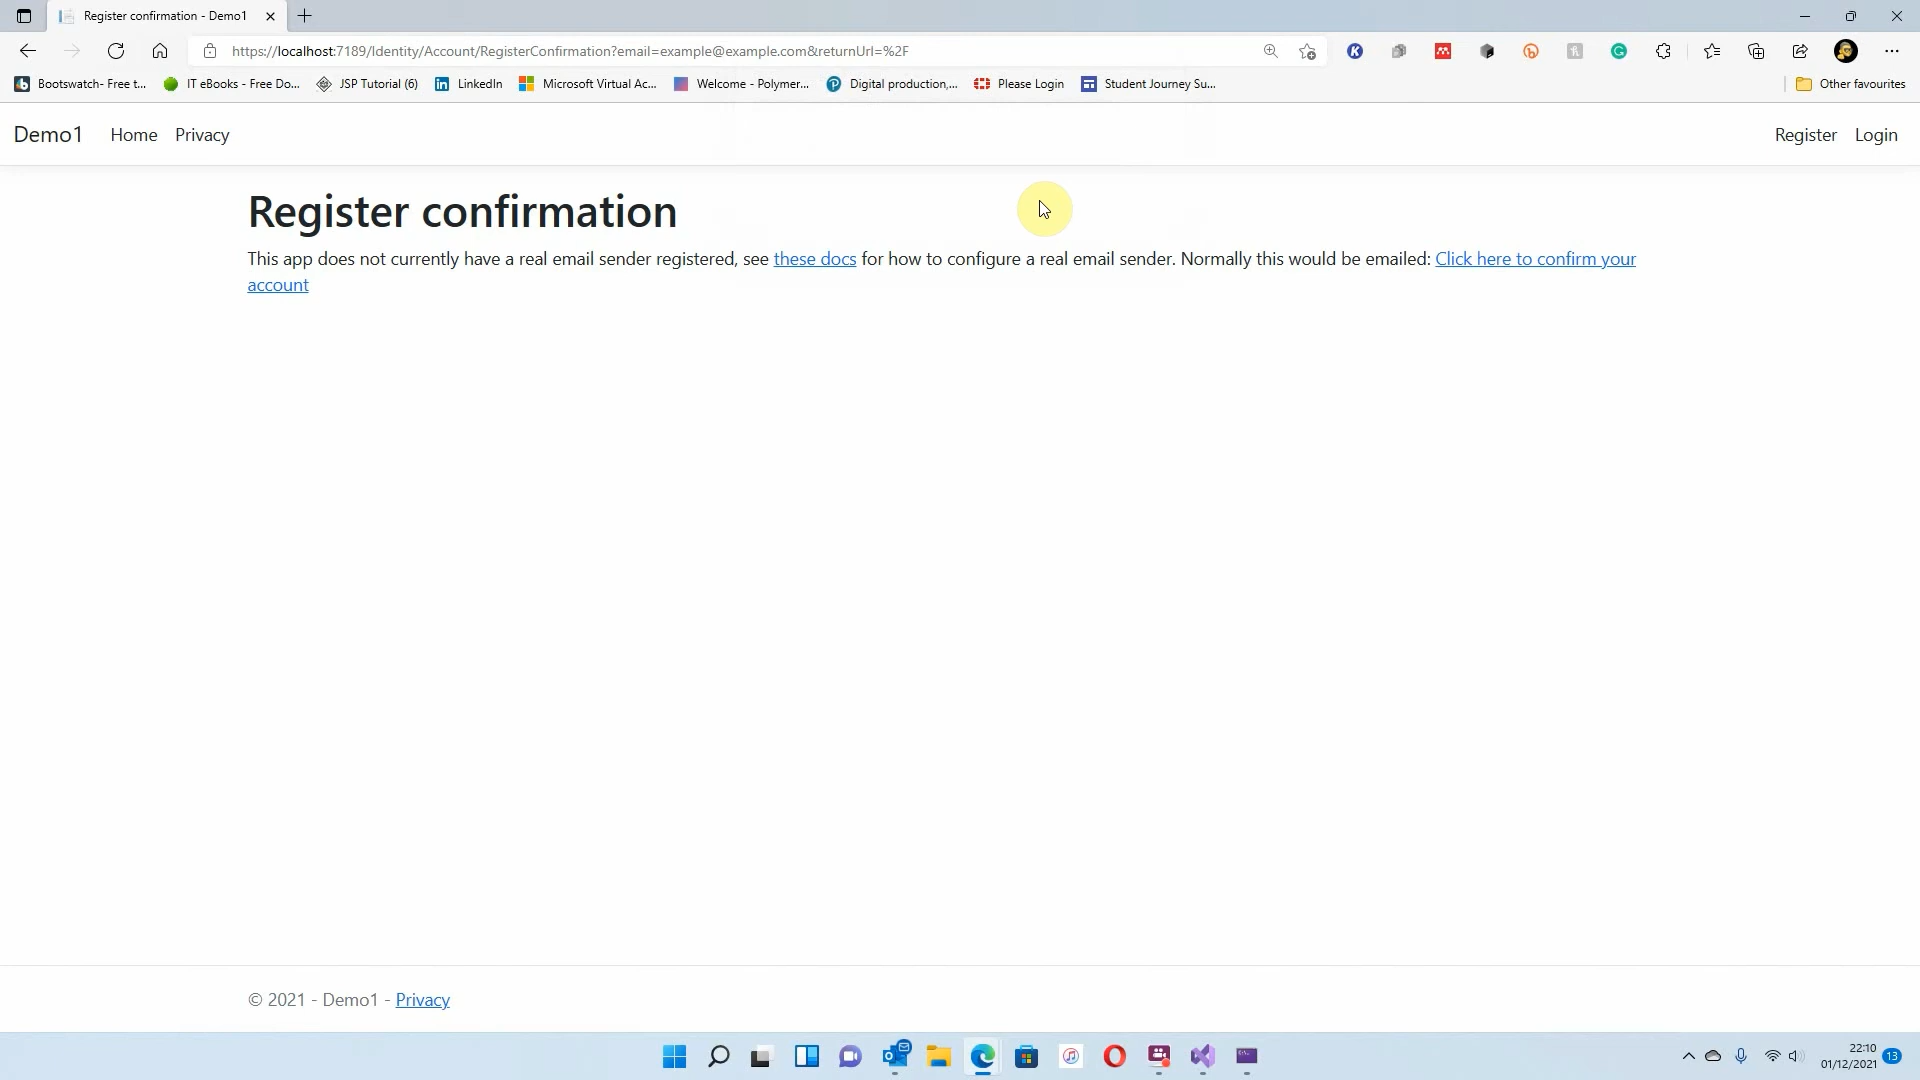 Register confirmation - Demo1
https://localhost:7189/Identity/Account/RegisterConfirmation?email=example@example.com&returnUrl=%2F
Bootswatch- Free t... IT eBooks - Free Do... JSP Tutorial (6) LinkedIn Microsoft Virtual Ac... Welcome - Polymer... Digital production,... Please Login Student Journey Su... Other favourites
Demo1 Home Privacy Register Login
Register confirmation
This app does not currently have a real email sender registered, see these docs for how to configure a real email sender. Normally this would be emailed: Click here to confirm your
account
© 2021 - Demo1 - Privacy
22:10
01/12/2021 13